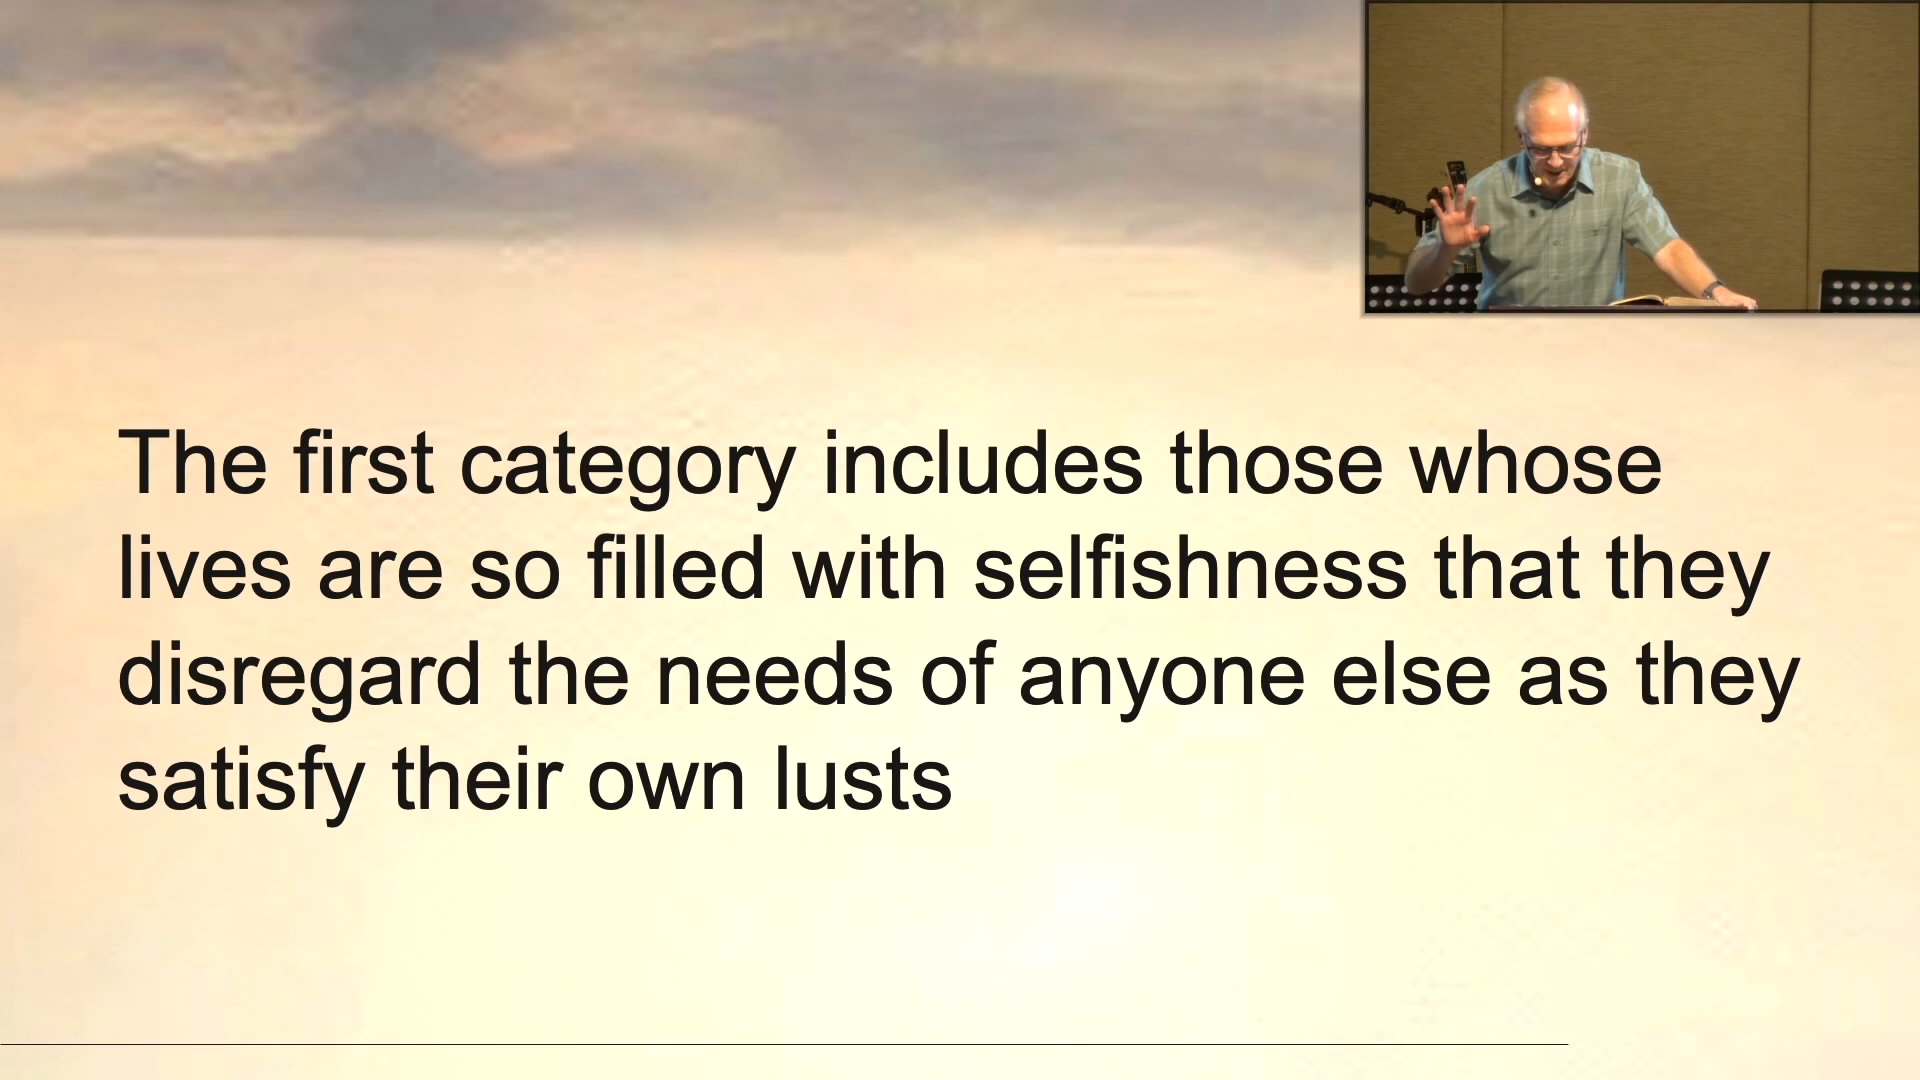 The first category includes those whose
lives are so filled with selfishness that they
disregard the needs of anyone else as they
satisfy their own lusts